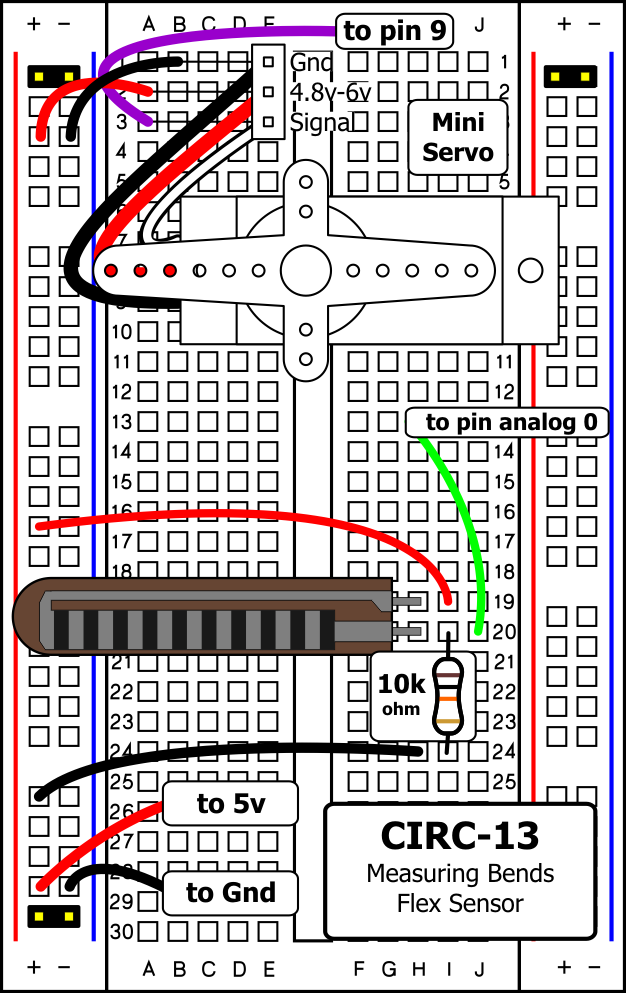 + − A B C D E J + −
to pin 9
Gnd 1
4.8v-6v 2
3 Signal
Mini
Servo
4
5 5
7
10
11 11
12 12
13
to pin analog 0
14 14
15 15
16 16
17 17
18 18
19
20
21 21
22 22
10k
ohm
23 23
24 24
25 25
to 5v
26
CIRC-13
27
Measuring Bends
28
to Gnd
29
Flex Sensor
30
+ − A B C D E F G H I J + −